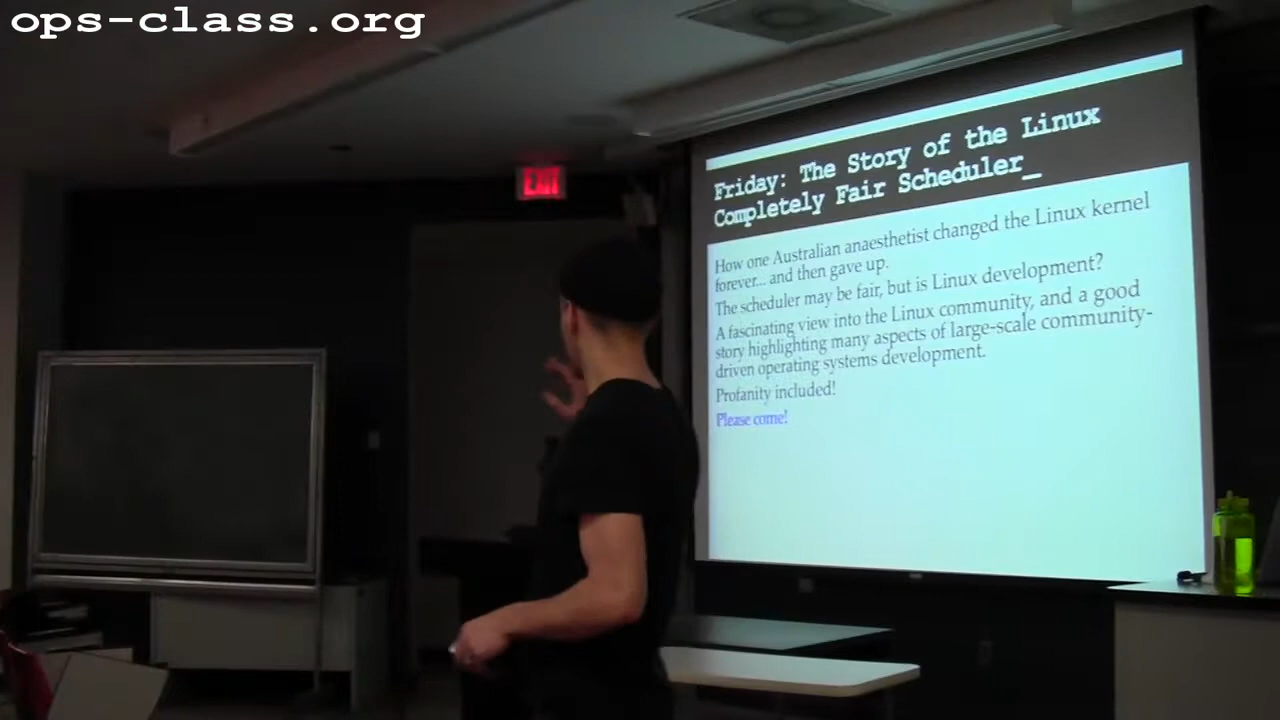 ops-class.org
EXIT
Friday: The Story of the Linux
Completely Fair Scheduler_
How one Australian anaesthetist changed the Linux kernel
forever... and then gave up.
The scheduler may be fair, but is Linux development?
A fascinating view into the Linux community, and a good
story highlighting many aspects of large-scale community-
driven operating systems development.
Profanity included!
Please come!